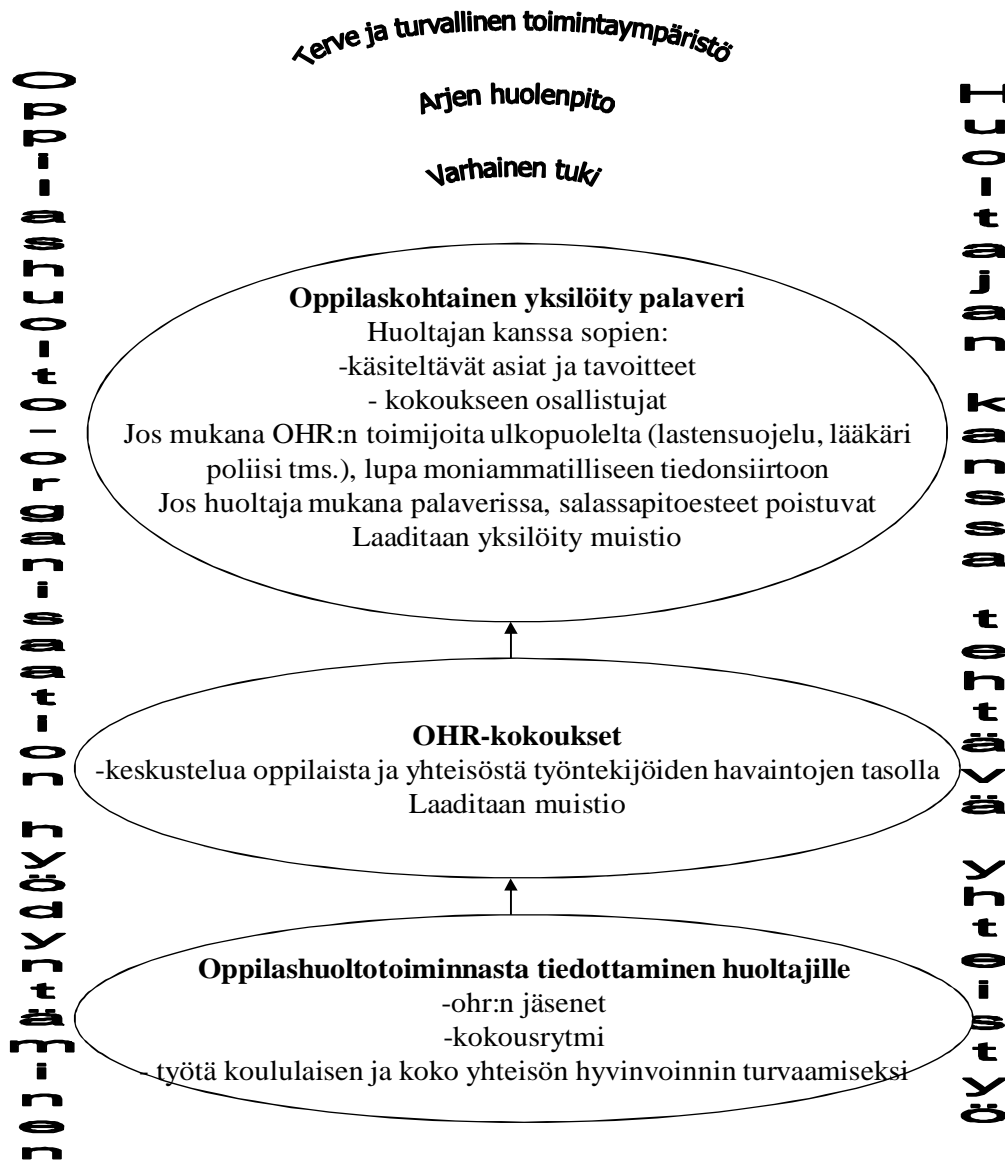 Terve ja turvallinen toimintaympäristö
Arjen huolenpito
Varhainen tuki
Oppilashuolto-organisaation hyödyntäminen
Oppilaskohtainen yksilöity palaveri
Huoltajan kanssa sopien:
-käsiteltävät asiat ja tavoitteet
- kokoukseen osallistujat
Jos mukana OHR:n toimijoita ulkopuolelta (lastensuojelu, lääkäri
poliisi tms.), lupa moniammatilliseen tiedonsiirtoon
Jos huoltaja mukana palaverissa, salassapitoesteet poistuvat
Laaditaan yksilöity muistio
OHR-kokoukset
-keskustelua oppilaista ja yhteisöstä työntekijöiden havaintojen tasolla
Laaditaan muistio
Oppilashuoltotoiminnasta tiedottaminen huoltajille
-ohr:n jäsenet
-kokousrytmi
- työtä koululaisen ja koko yhteisön hyvinvoinnin turvaamiseksi
Huoltajan kanssa tehtävä yhteistyö